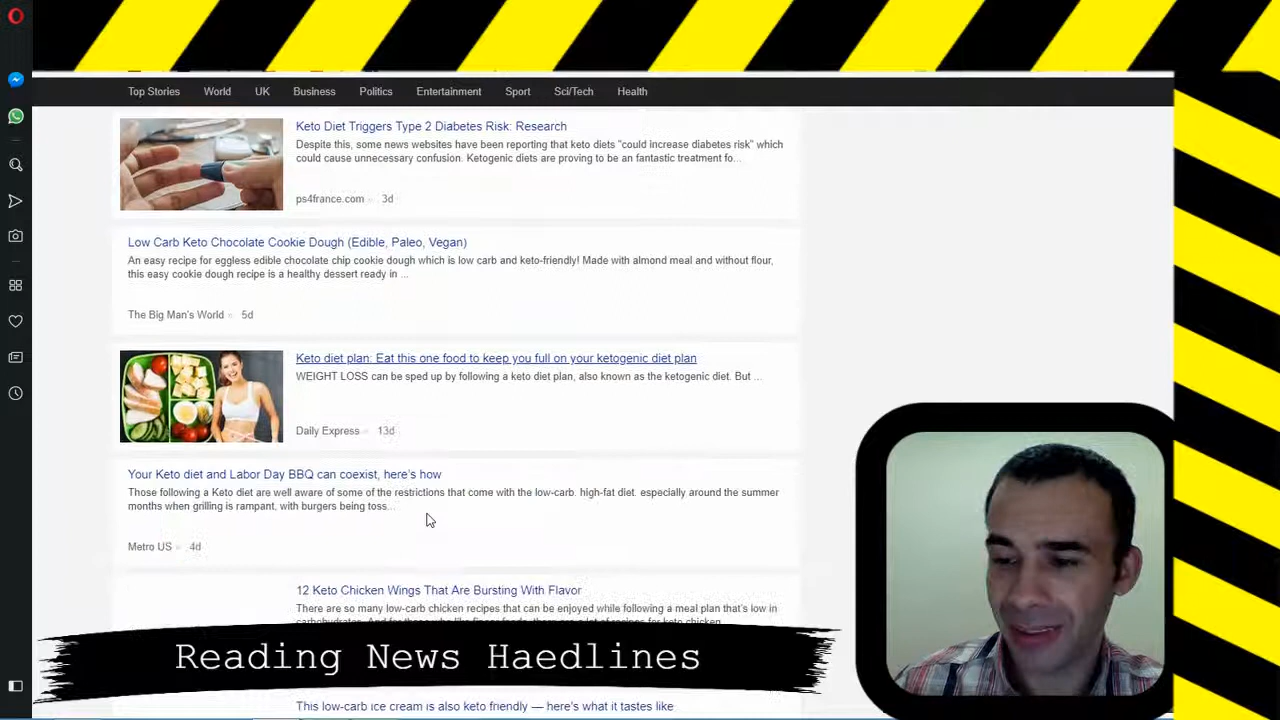 Top Stories World UK Business Politics Entertainment Sport Sci/Tech Health
Keto Diet Triggers Type 2 Diabetes Risk: Research
Despite this, some news websites have been reporting that keto diets "could increase diabetes risk" which
could cause unnecessary confusion. Ketogenic diets are proving to be an fantastic treatment fo...
ps4france.com 3d
Low Carb Keto Chocolate Cookie Dough (Edible, Paleo, Vegan)
An easy recipe for eggless edible chocolate chip cookie dough which is low carb and keto-friendly! Made with almond meal and without flour,
this easy cookie dough recipe is a healthy dessert ready in ...
The Big Man's World 5d
Keto diet plan: Eat this one food to keep you full on your ketogenic diet plan
WEIGHT LOSS can be sped up by following a keto diet plan, also known as the ketogenic diet. But ...
Daily Express 13d
Your Keto diet and Labor Day BBQ can coexist, here's how
Those following a Keto diet are well aware of some of the restrictions that come with the low-carb. high-fat diet. especially around the summer
months when grilling is rampant, with burgers being toss...
Metro US 4d
12 Keto Chicken Wings That Are Bursting With Flavor
There are so many low-carb chicken recipes that can be enjoyed while following a meal plan that's low in
Reading News Haedlines
This low-carb ice cream is also keto friendly — here's what it tastes like